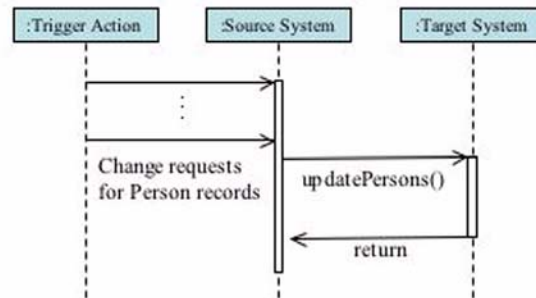 :Trigger Action
:Source System
:Target System
Change requests
for Person records
updatePersons()
return